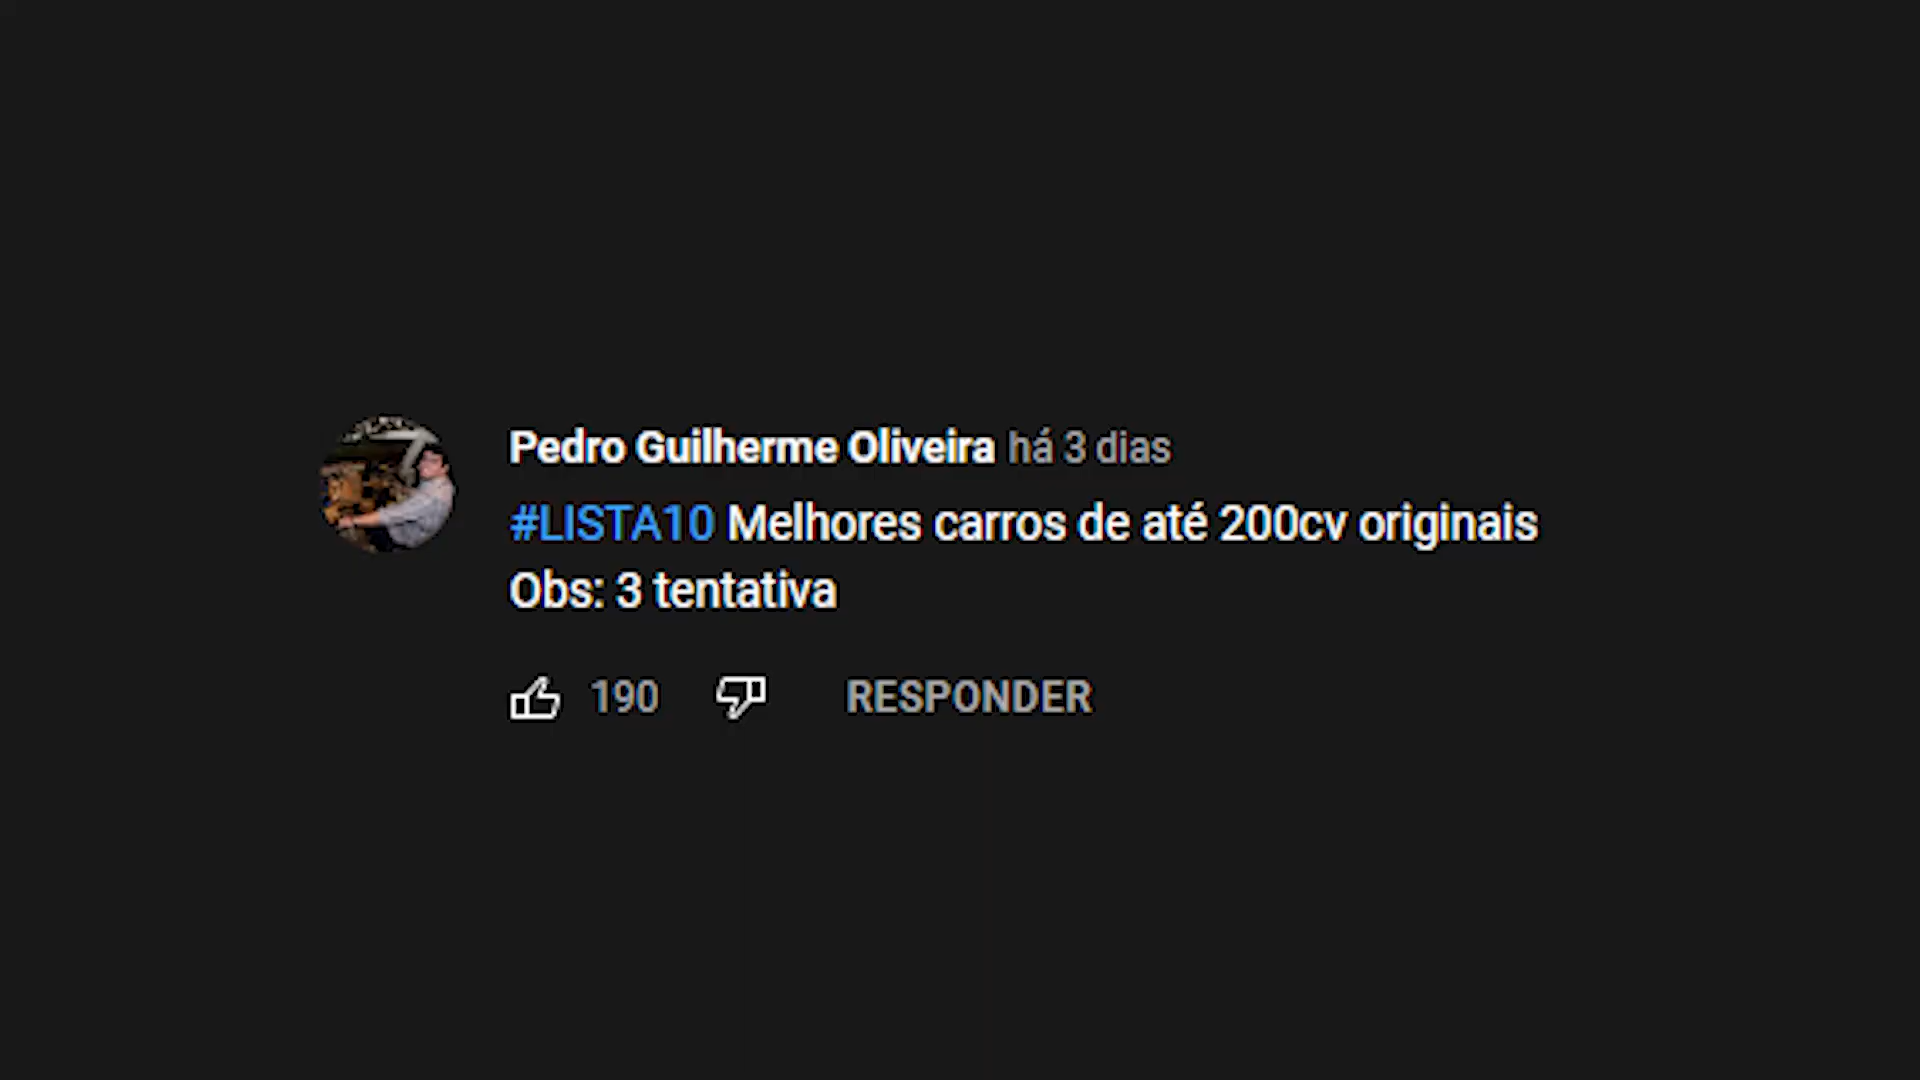 Pedro Guilherme Oliveira há 3 dias
#LISTA10 Melhores carros de até 200cv originais
Obs: 3 tentativa
190 RESPONDER